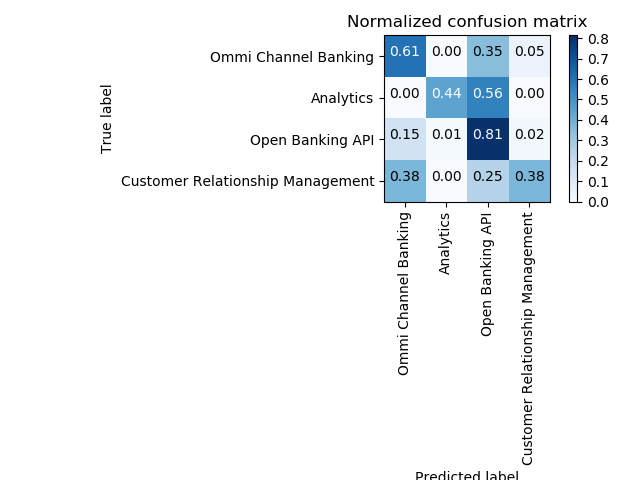 Normalized confusion matrix
True label
Ommi Channel Banking 0.61 0.00 0.35 0.05
Analytics 0.00 0.44 0.56 0.00
Open Banking API 0.15 0.01 0.81 0.02
Customer Relationship Management 0.38 0.00 0.25 0.38
Ommi Channel Banking
Analytics
Open Banking API
Customer Relationship Management
Predicted label
0.8
0.7
0.6
0.5
0.4
0.3
0.2
0.1
0.0